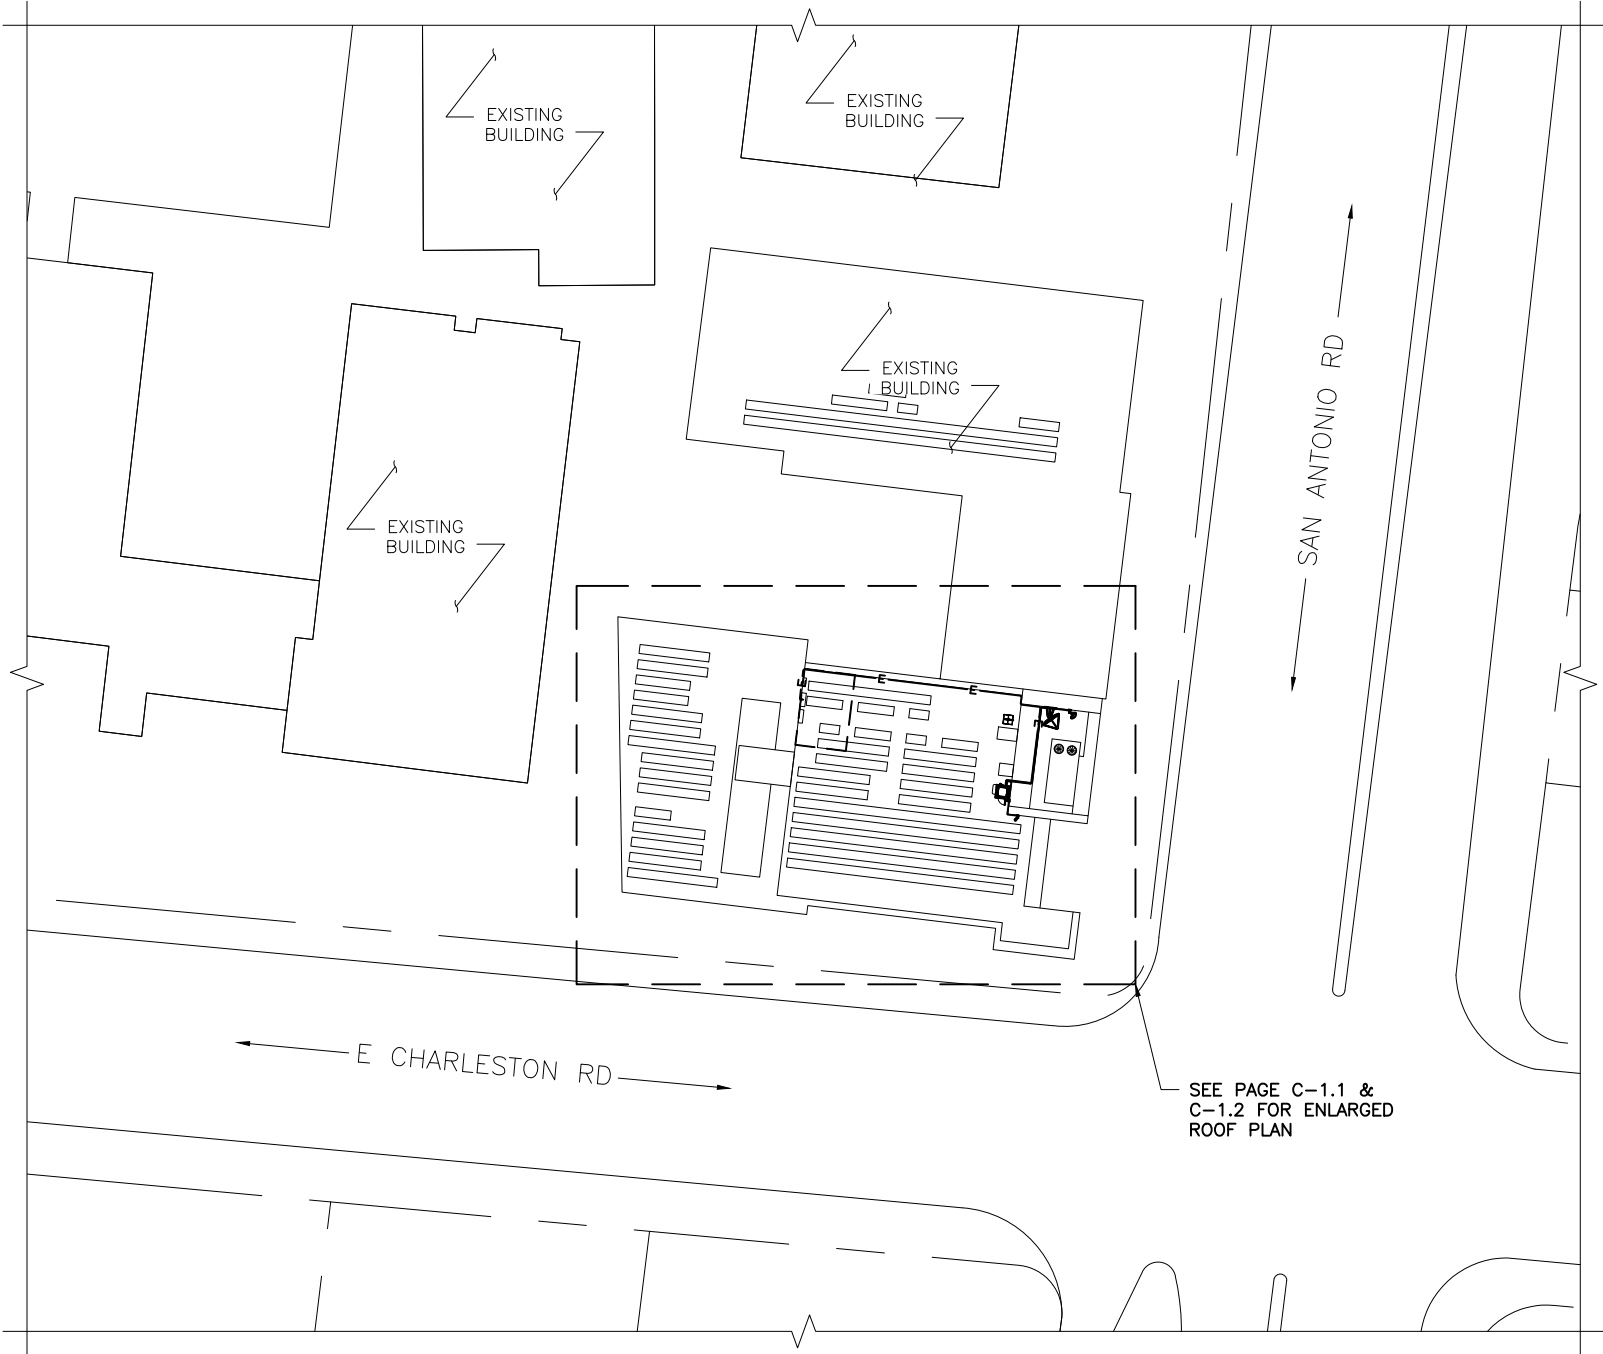 EXISTING
BUILDING
EXISTING
BUILDING
EXISTING
BUILDING
SAN ANTONIO RD
EXISTING
BUILDING
E
E
E
E
E CHARLESTON RD
SEE PAGE C-1.1 &
C-1.2 FOR ENLARGED
ROOF PLAN